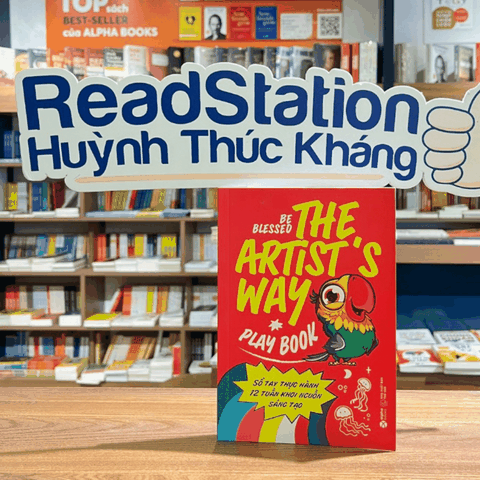 TOP sách
BEST-SELLER
của ALPHA BOOKS
ReadStation
Huỳnh Thúc Kháng
BE
BLESSED
THE
ARTIST'S
WAY
PLAY BOOK
SỔ TAY THỰC HÀNH
12 TUẦN KHƠI NGUỒN
SÁNG TẠO